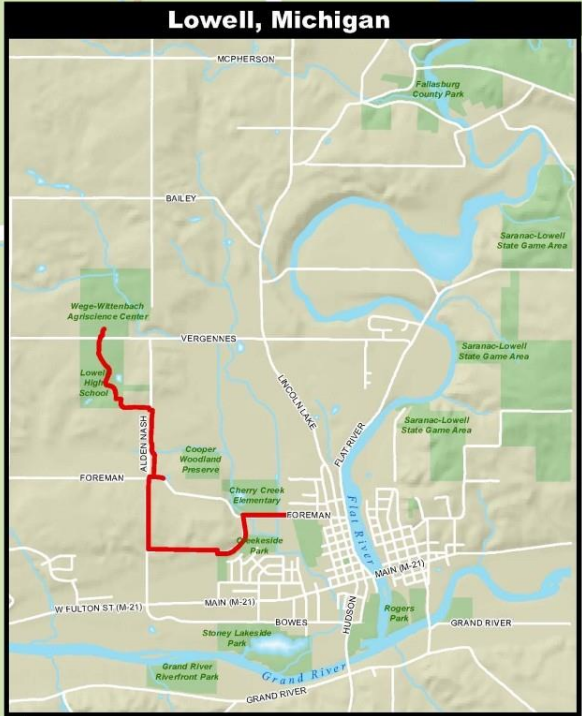 Lowell, Michigan
MCPHERSON
Fallasburg
County Park
BAILEY
Saranac-Lowell
State Game Area
Wege-Wittenbach
Agriscience Center
VERGENNES
Saranac-Lowell
State Game Area
Lowell
High
School
LINCOLN LAKE
ALDEN NASH
FLAT RIVER
Saranac-Lowell
State Game Area
Cooper
Woodland
Preserve
FOREMAN
Cherry Creek
Elementary
FOREMAN
Flat River
Creekside
Park
MAIN (M-21)
W FULTON ST (M-21)
MAIN (M-21)
HUDSON
Rogers
Park
BOWES
GRAND RIVER
Stoney Lakeside
Park
Grand River
Riverfront Park
Grand River
GRAND RIVER